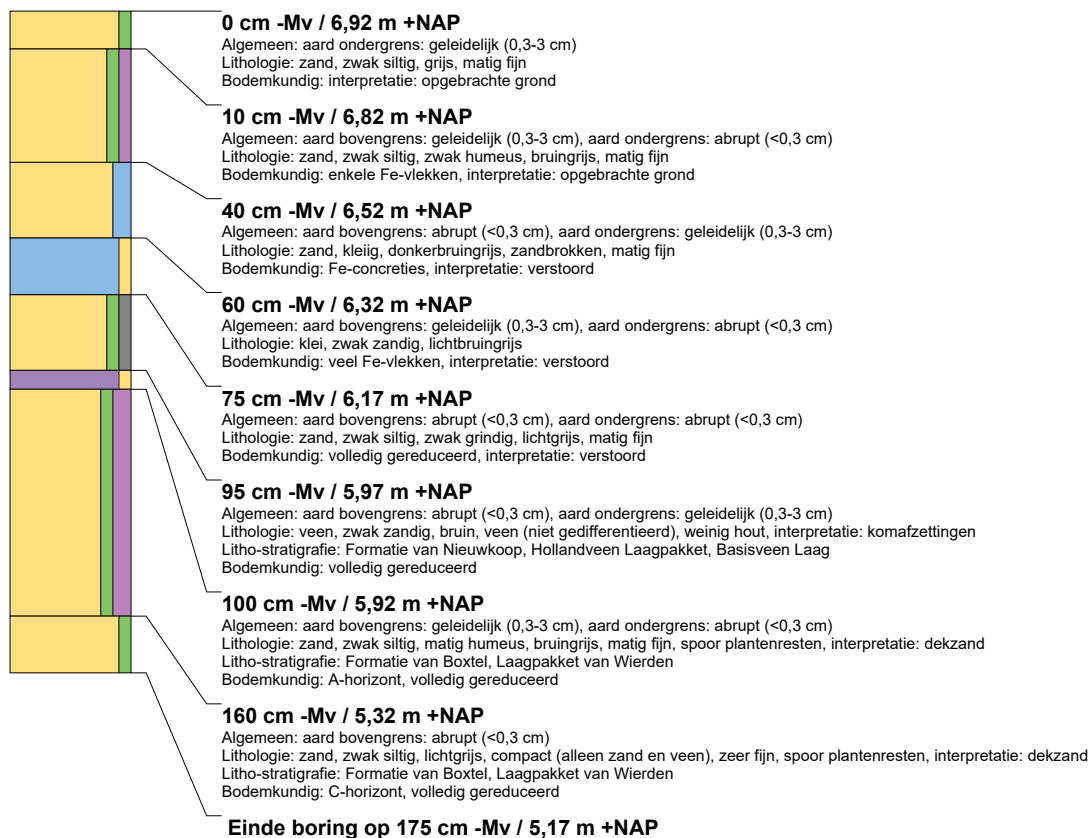 0 cm -Mv / 6,92 m +NAP
Algemeen: aard ondergrens: geleidelijk (0,3-3 cm)
Lithologie: zand, zwak siltig, grijs, matig fijn
Bodemkundig: interpretatie: opgebrachte grond
10 cm -Mv / 6,82 m +NAP
Algemeen: aard bovengrens: geleidelijk (0,3-3 cm), aard ondergrens: abrupt (<0,3 cm)
Lithologie: zand, zwak siltig, zwak humeus, bruingrijs, matig fijn
Bodemkundig: enkele Fe-vlekken, interpretatie: opgebrachte grond
40 cm -Mv / 6,52 m +NAP
Algemeen: aard bovengrens: abrupt (<0,3 cm), aard ondergrens: geleidelijk (0,3-3 cm)
Lithologie: zand, kleiig, donkerbruingrijs, zandbrokken, matig fijn
Bodemkundig: Fe-concreties, interpretatie: verstoord
60 cm -Mv / 6,32 m +NAP
Algemeen: aard bovengrens: geleidelijk (0,3-3 cm), aard ondergrens: abrupt (<0,3 cm)
Lithologie: klei, zwak zandig, lichtbruingrijs
Bodemkundig: veel Fe-vlekken, interpretatie: verstoord
75 cm -Mv / 6,17 m +NAP
Algemeen: aard bovengrens: abrupt (<0,3 cm), aard ondergrens: abrupt (<0,3 cm)
Lithologie: zand, zwak siltig, zwak grindig, lichtgrijs, matig fijn
Bodemkundig: volledig gereduceerd, interpretatie: verstoord
95 cm -Mv / 5,97 m +NAP
Algemeen: aard bovengrens: abrupt (<0,3 cm), aard ondergrens: geleidelijk (0,3-3 cm)
Lithologie: veen, zwak zandig, bruin, veen (niet gedifferentieerd), weinig hout, interpretatie: komafzettingen
Litho-stratigrafie: Formatie van Nieuwkoop, Hollandveen Laagpakket, Basisveen Laag
Bodemkundig: volledig gereduceerd
100 cm -Mv / 5,92 m +NAP
Algemeen: aard bovengrens: geleidelijk (0,3-3 cm), aard ondergrens: abrupt (<0,3 cm)
Lithologie: zand, zwak siltig, matig humeus, bruingrijs, matig fijn, spoor plantenresten, interpretatie: dekzand
Litho-stratigrafie: Formatie van Boxtel, Laagpakket van Wierden
Bodemkundig: A-horizont, volledig gereduceerd
160 cm -Mv / 5,32 m +NAP
Algemeen: aard bovengrens: abrupt (<0,3 cm)
Lithologie: zand, zwak siltig, lichtgrijs, compact (alleen zand en veen), zeer fijn, spoor plantenresten, interpretatie: dekzand
Litho-stratigrafie: Formatie van Boxtel, Laagpakket van Wierden
Bodemkundig: C-horizont, volledig gereduceerd
Einde boring op 175 cm -Mv / 5,17 m +NAP